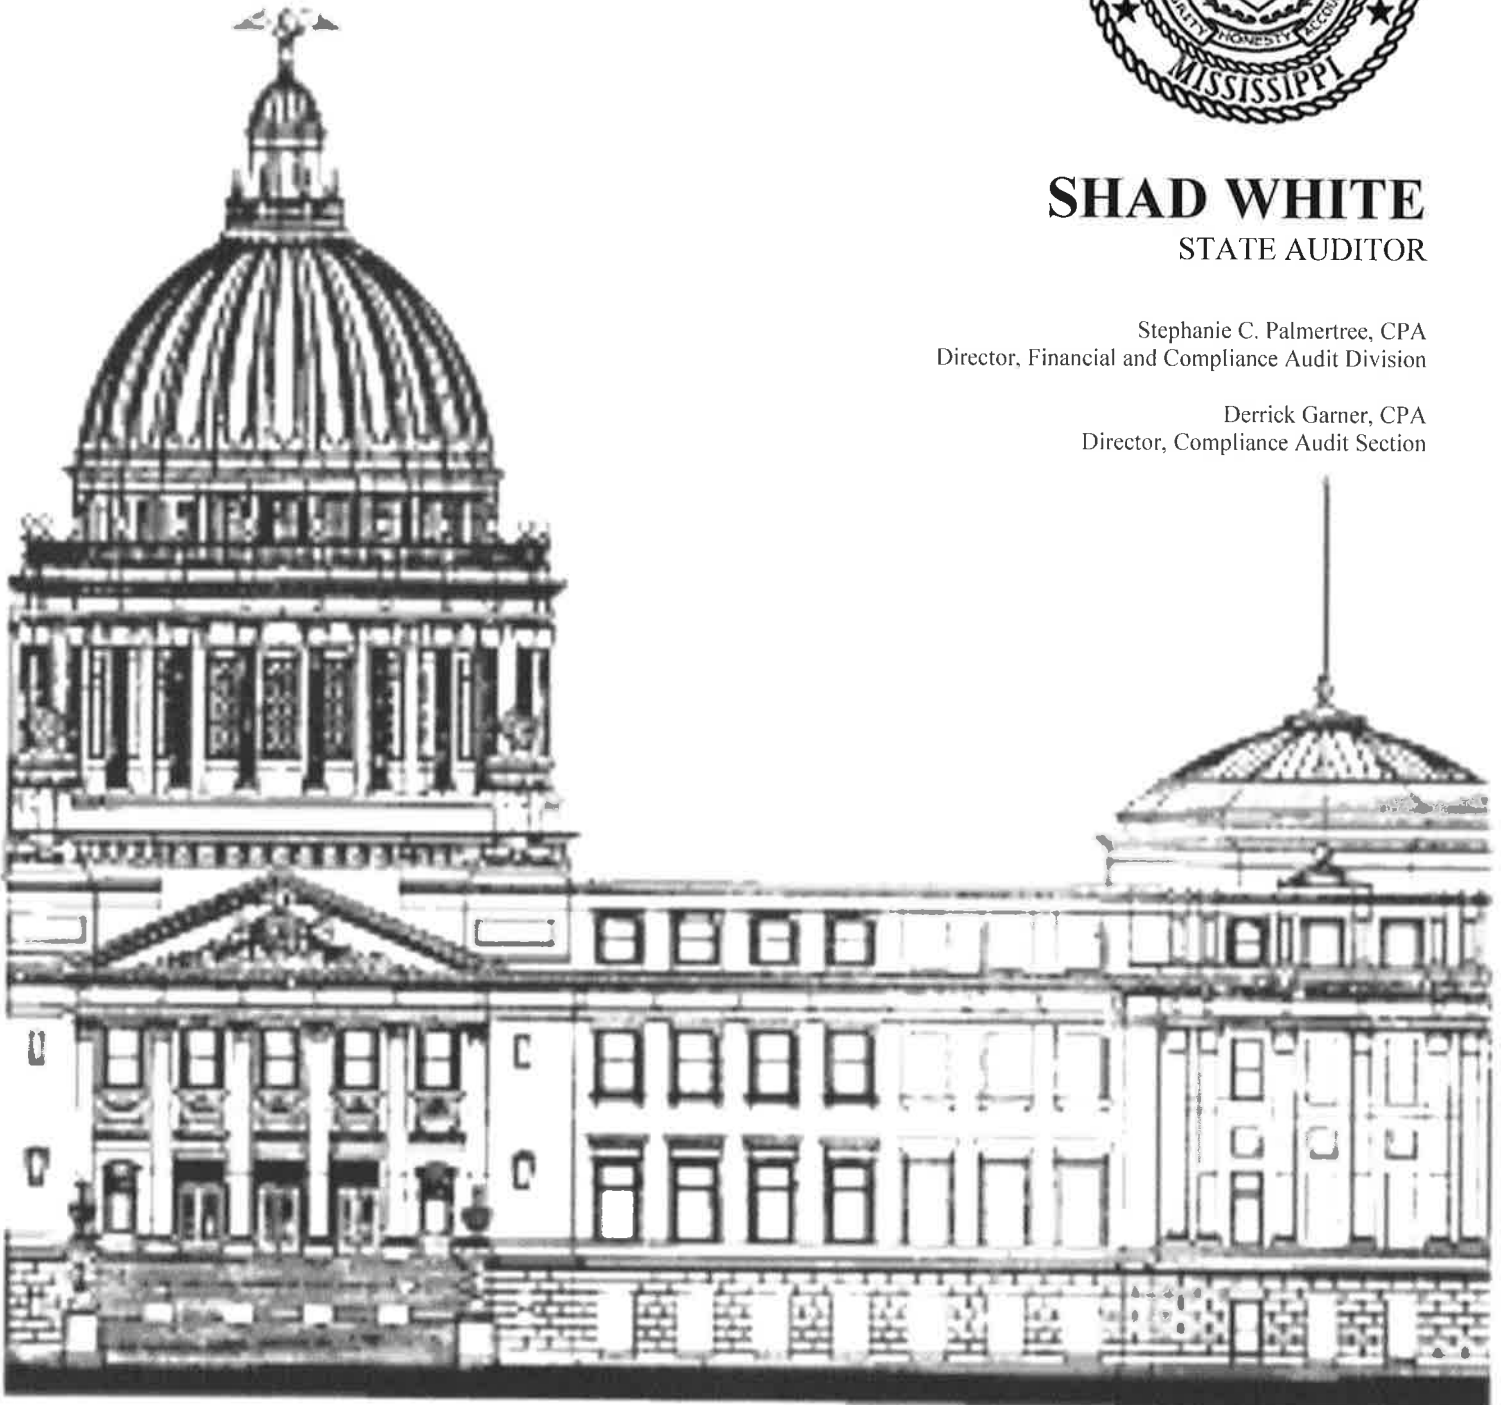 HONESTY
MISSISSIPPI
SHAD WHITE
STATE AUDITOR
Stephanie C. Palmertree, CPA
Director, Financial and Compliance Audit Division
Derrick Garner, CPA
Director, Compliance Audit Section